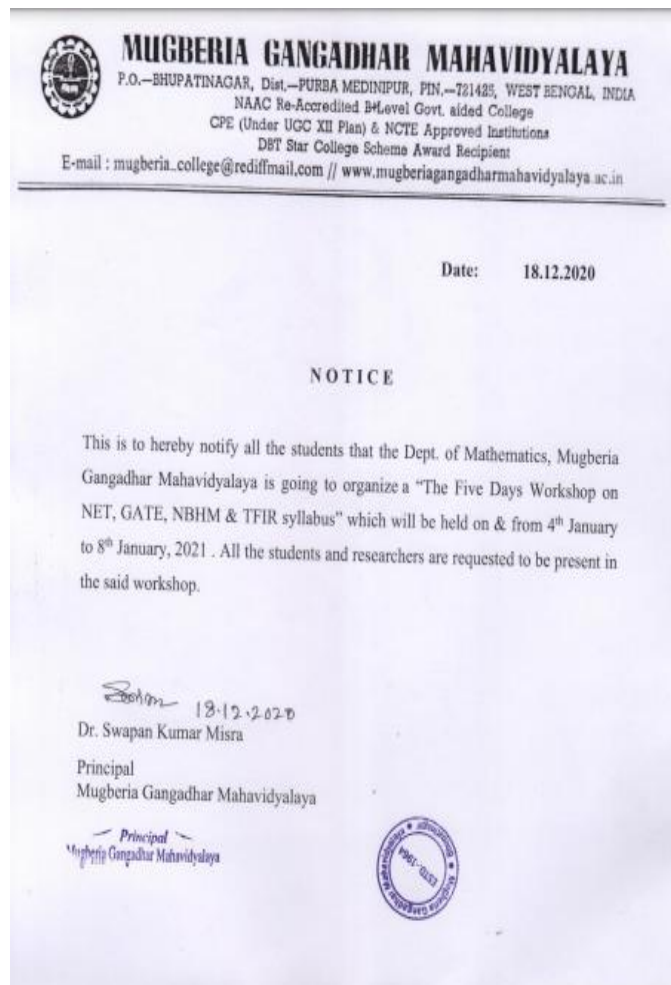 MUGBERIA GANGADHAR MAHAVIDYALAYA
P.O.—BHUPATINAGAR, Dist.—PURBA MEDINIPUR, PIN.—721425, WEST BENGAL, INDIA
NAAC Re-Accredited B+Level Govt. aided College
CPE (Under UGC XII Plan) & NCTE Approved Institutions
DBT Star College Scheme Award Recipient
E-mail : mugberia_college@rediffmail.com // www.mugberiagangadharmahavidyalaya.ac.in
Date: 18.12.2020
NOTICE
This is to hereby notify all the students that the Dept. of Mathematics, Mugberia
Gangadhar Mahavidyalaya is going to organize a “The Five Days Workshop on
NET, GATE, NBHM & TFIR syllabus” which will be held on & from 4th January
to 8th January, 2021 . All the students and researchers are requested to be present in
the said workshop.
18.12.2020
Dr. Swapan Kumar Misra
Principal
Mugberia Gangadhar Mahavidyalaya
Principal
Mugberia Gangadhar Mahavidyalaya
Mugberia Gangadhar Mahavidyalaya
ESTD.-1964